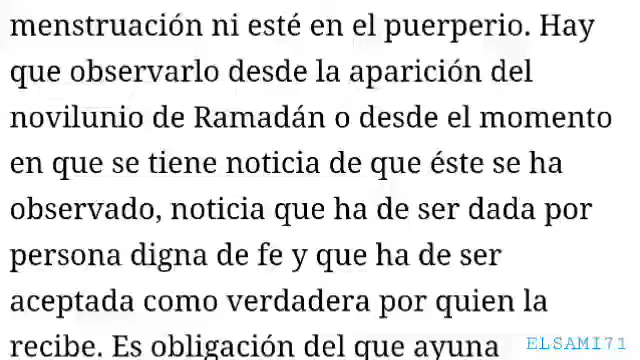 menstruación ni esté en el puerperio. Hay
que observarlo desde la aparición del
novilunio de Ramadán o desde el momento
en que se tiene noticia de que éste se ha
observado, noticia que ha de ser dada por
persona digna de fe y que ha de ser
aceptada como verdadera por quien la
recibe. Es obligación del que ayuna
ELSAMI71